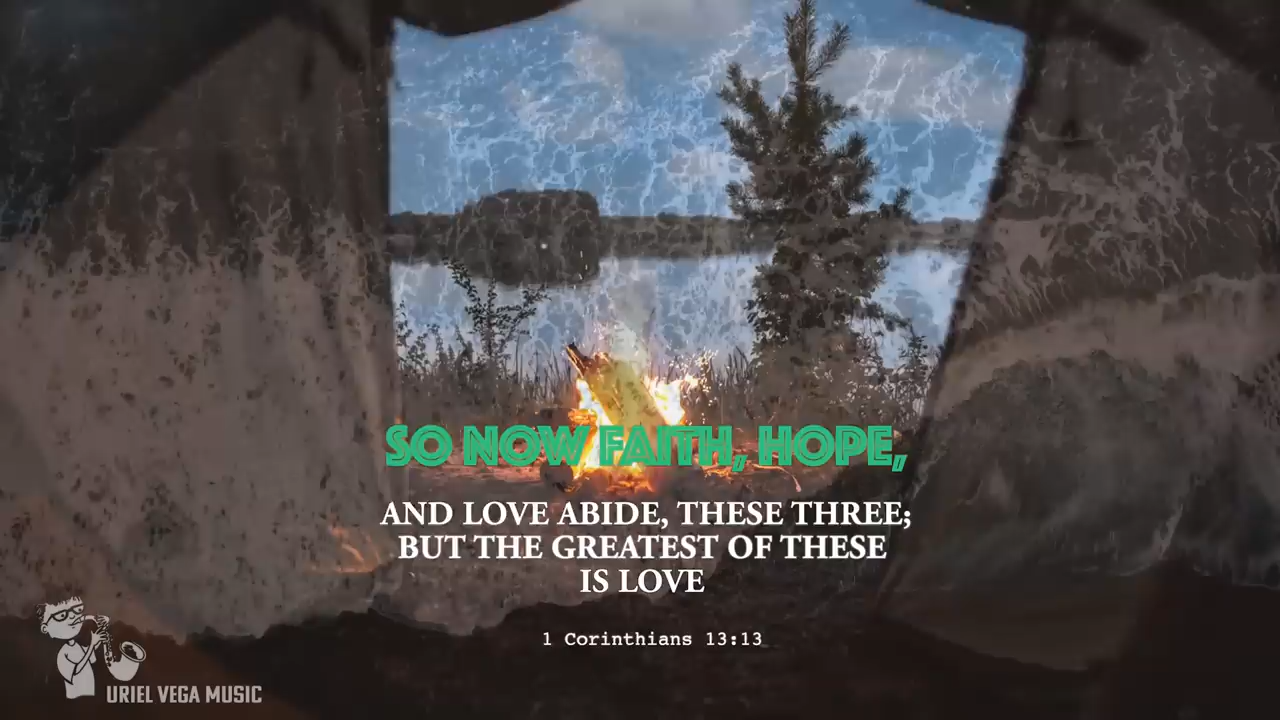 SO NOW FAITH, HOPE,
AND LOVE ABIDE, THESE THREE;
BUT THE GREATEST OF THESE
IS LOVE
1 Corinthians 13:13
URIEL VEGA MUSIC